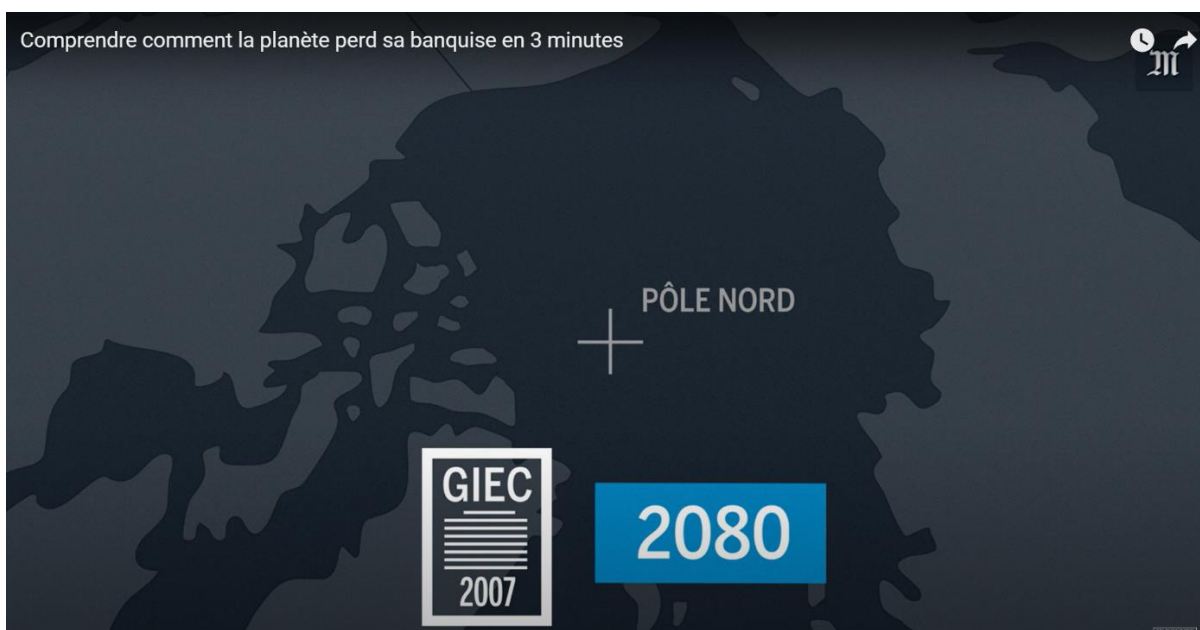 Comprendre comment la planète perd sa banquise en 3 minutes
M
PÔLE NORD
GIEC
2007
2080